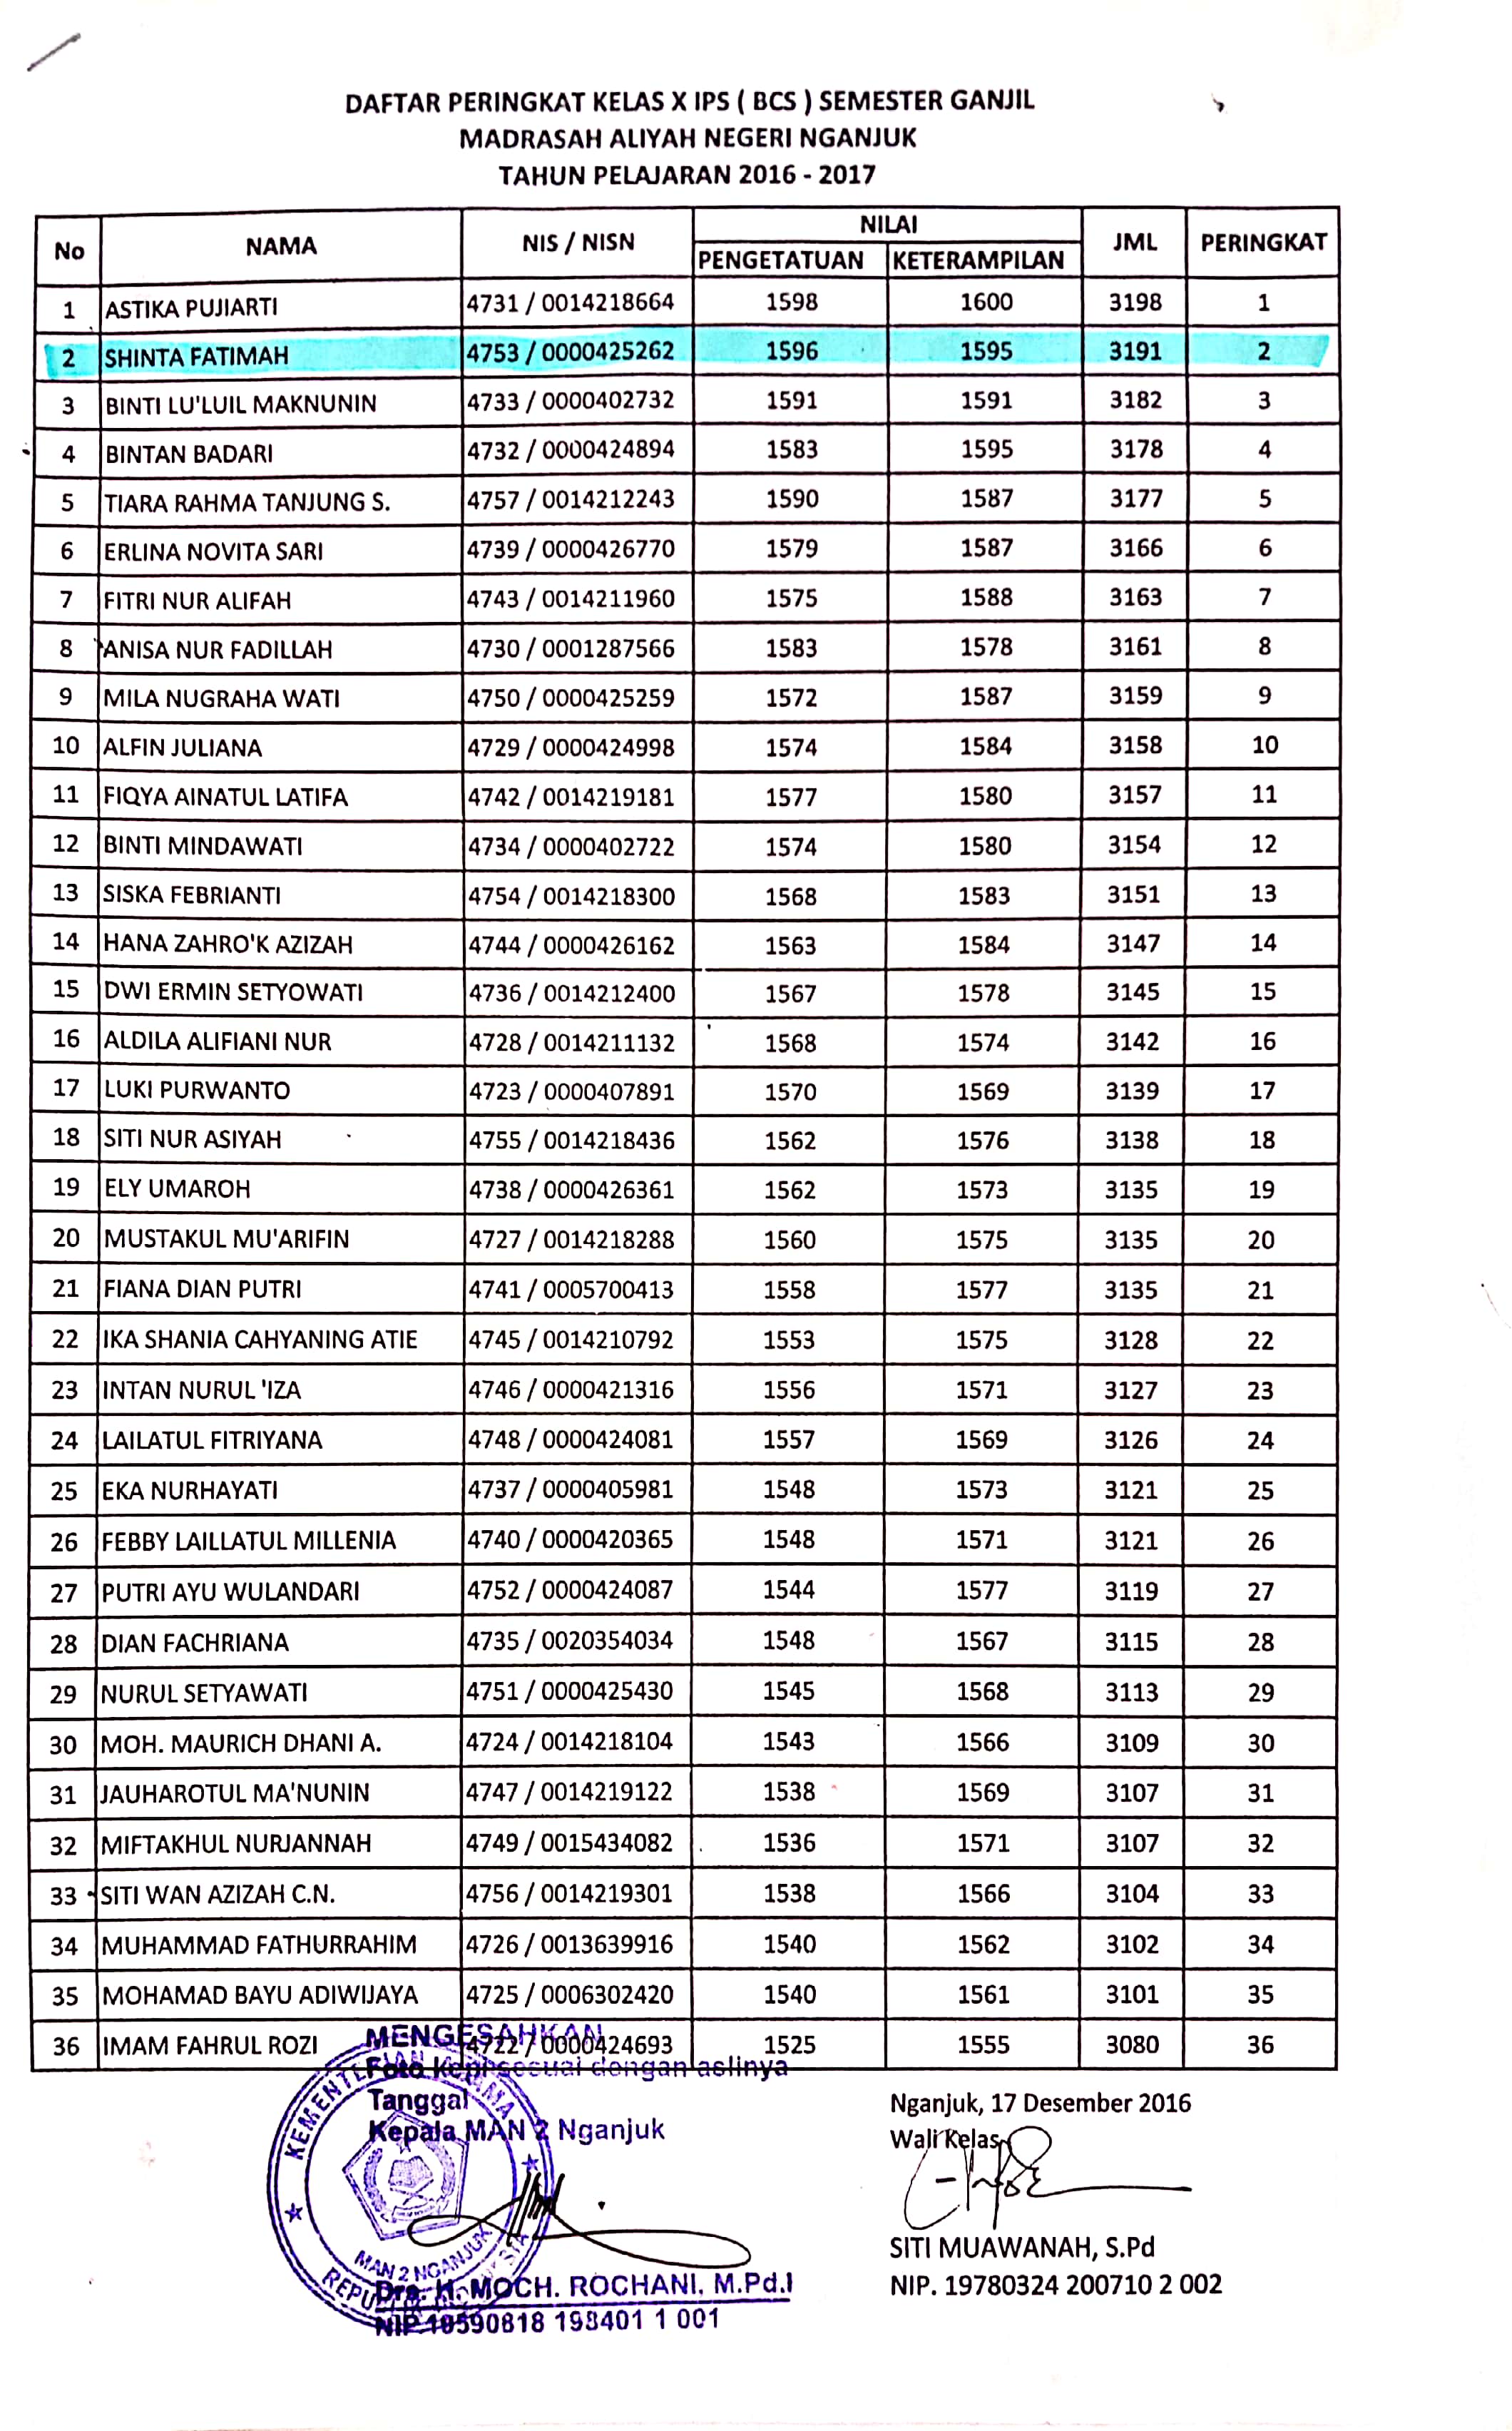 DAFTAR PERINGKAT KELAS X IPS ( BCS ) SEMESTER GANJIL
MADRASAH ALIYAH NEGERI NGANJUK
TAHUN PELAJARAN 2016 - 2017
No NAMA NIS / NISN NILAI JML PERINGKAT
PENGETATUAN KETERAMPILAN
1 ASTIKA PUJIARTI 4731 / 0014218664 1598 1600 3198 1
2 SHINTA FATIMAH 4753 / 0000425262 1596 1595 3191 2
3 BINTI LU'LUIL MAKNUNIN 4733 / 0000402732 1591 1591 3182 3
4 BINTAN BADARI 4732 / 0000424894 1583 1595 3178 4
5 TIARA RAHMA TANJUNG S. 4757 / 0014212243 1590 1587 3177 5
6 ERLINA NOVITA SARI 4739 / 0000426770 1579 1587 3166 6
7 FITRI NUR ALIFAH 4743 / 0014211960 1575 1588 3163 7
8 ANISA NUR FADILLAH 4730 / 0001287566 1583 1578 3161 8
9 MILA NUGRAHA WATI 4750 / 0000425259 1572 1587 3159 9
10 ALFIN JULIANA 4729 / 0000424998 1574 1584 3158 10
11 FIQYA AINATUL LATIFA 4742 / 0014219181 1577 1580 3157 11
12 BINTI MINDAWATI 4734 / 0000402722 1574 1580 3154 12
13 SISKA FEBRIANTI 4754 / 0014218300 1568 1583 3151 13
14 HANA ZAHRO'K AZIZAH 4744 / 0000426162 1563 1584 3147 14
15 DWI ERMIN SETYOWATI 4736 / 0014212400 1567 1578 3145 15
16 ALDILA ALIFIANI NUR 4728 / 0014211132 1568 1574 3142 16
17 LUKI PURWANTO 4723 / 0000407891 1570 1569 3139 17
18 SITI NUR ASIYAH 4755 / 0014218436 1562 1576 3138 18
19 ELY UMAROH 4738 / 0000426361 1562 1573 3135 19
20 MUSTAKUL MU'ARIFIN 4727 / 0014218288 1560 1575 3135 20
21 FIANA DIAN PUTRI 4741 / 0005700413 1558 1577 3135 21
22 IKA SHANIA CAHYANING ATIE 4745 / 0014210792 1553 1575 3128 22
23 INTAN NURUL 'IZA 4746 / 0000421316 1556 1571 3127 23
24 LAILATUL FITRIYANA 4748 / 0000424081 1557 1569 3126 24
25 EKA NURHAYATI 4737 / 0000405981 1548 1573 3121 25
26 FEBBY LAILLATUL MILLENIA 4740 / 0000420365 1548 1571 3121 26
27 PUTRI AYU WULANDARI 4752 / 0000424087 1544 1577 3119 27
28 DIAN FACHRIANA 4735 / 0020354034 1548 1567 3115 28
29 NURUL SETYAWATI 4751 / 0000425430 1545 1568 3113 29
30 MOH. MAURICH DHANI A. 4724 / 0014218104 1543 1566 3109 30
31 JAUHAROTUL MA'NUNIN 4747 / 0014219122 1538 1569 3107 31
32 MIFTAKHUL NURJANNAH 4749 / 0015434082 1536 1571 3107 32
33 SITI WAN AZIZAH C.N. 4756 / 0014219301 1538 1566 3104 33
34 MUHAMMAD FATHURRAHIM 4726 / 0013639916 1540 1562 3102 34
35 MOHAMAD BAYU ADIWIJAYA 4725 / 0006302420 1540 1561 3101 35
36 IMAM FAHRUL ROZI 4722 / 0000424693 1525 1555 3080 36
MENGESAHKAN
Foto Kopi sesuai dengan aslinya
Tanggal
Kepala MAN 2 Nganjuk
KEMENTERIAN AGAMA
MAN 2 NGANJUK
Drs. H. MOCH. ROCHANI. M.Pd.I
NIP.19590818 198401 1 001
Nganjuk, 17 Desember 2016
Wali Kelas
SITI MUAWANAH, S.Pd
NIP. 19780324 200710 2 002